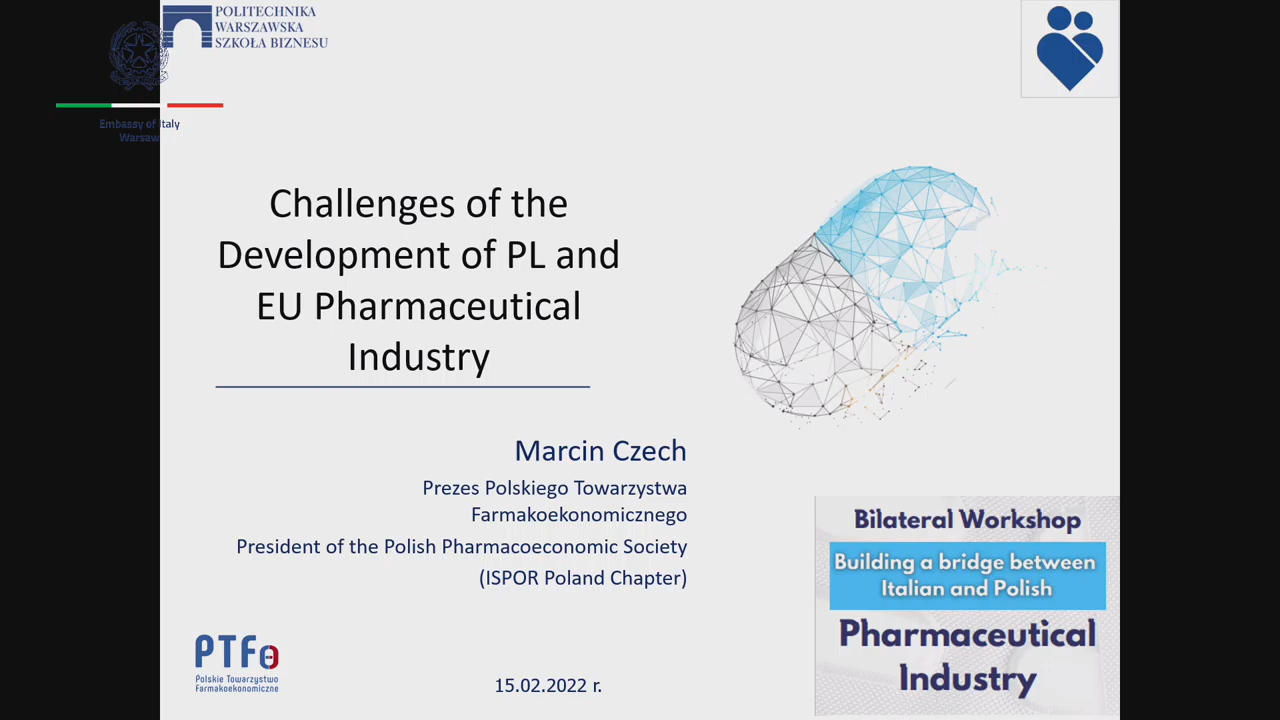 POLITECHNIKA
WARSZAWSKA
SZKOŁA BIZNESU
Embassy of Italy
Warsaw
Challenges of the
Development of PL and
EU Pharmaceutical
Industry
Marcin Czech
Prezes Polskiego Towarzystwa
Farmakoekonomicznego
President of the Polish Pharmacoeconomic Society
(ISPOR Poland Chapter)
PTFe
Polskie Towarzystwo
Farmakoekonomiczne
15.02.2022 r.
Bilateral Workshop
Building a bridge between
Italian and Polish
Pharmaceutical
Industry